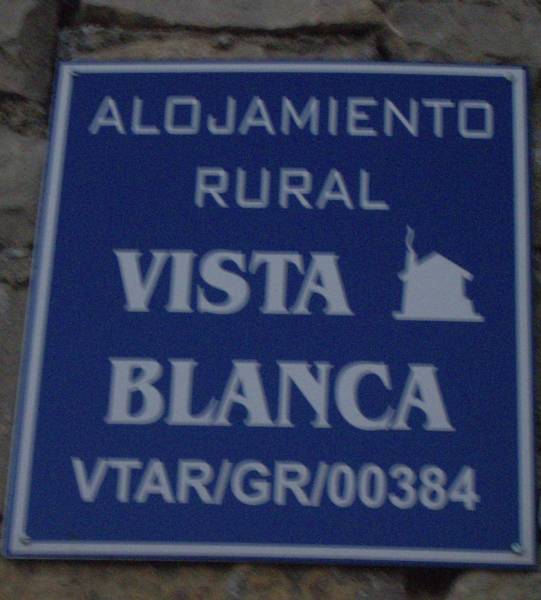 ALOJAMIENTO
RURAL
VISTA
BLANCA
VTAR/GR/00384